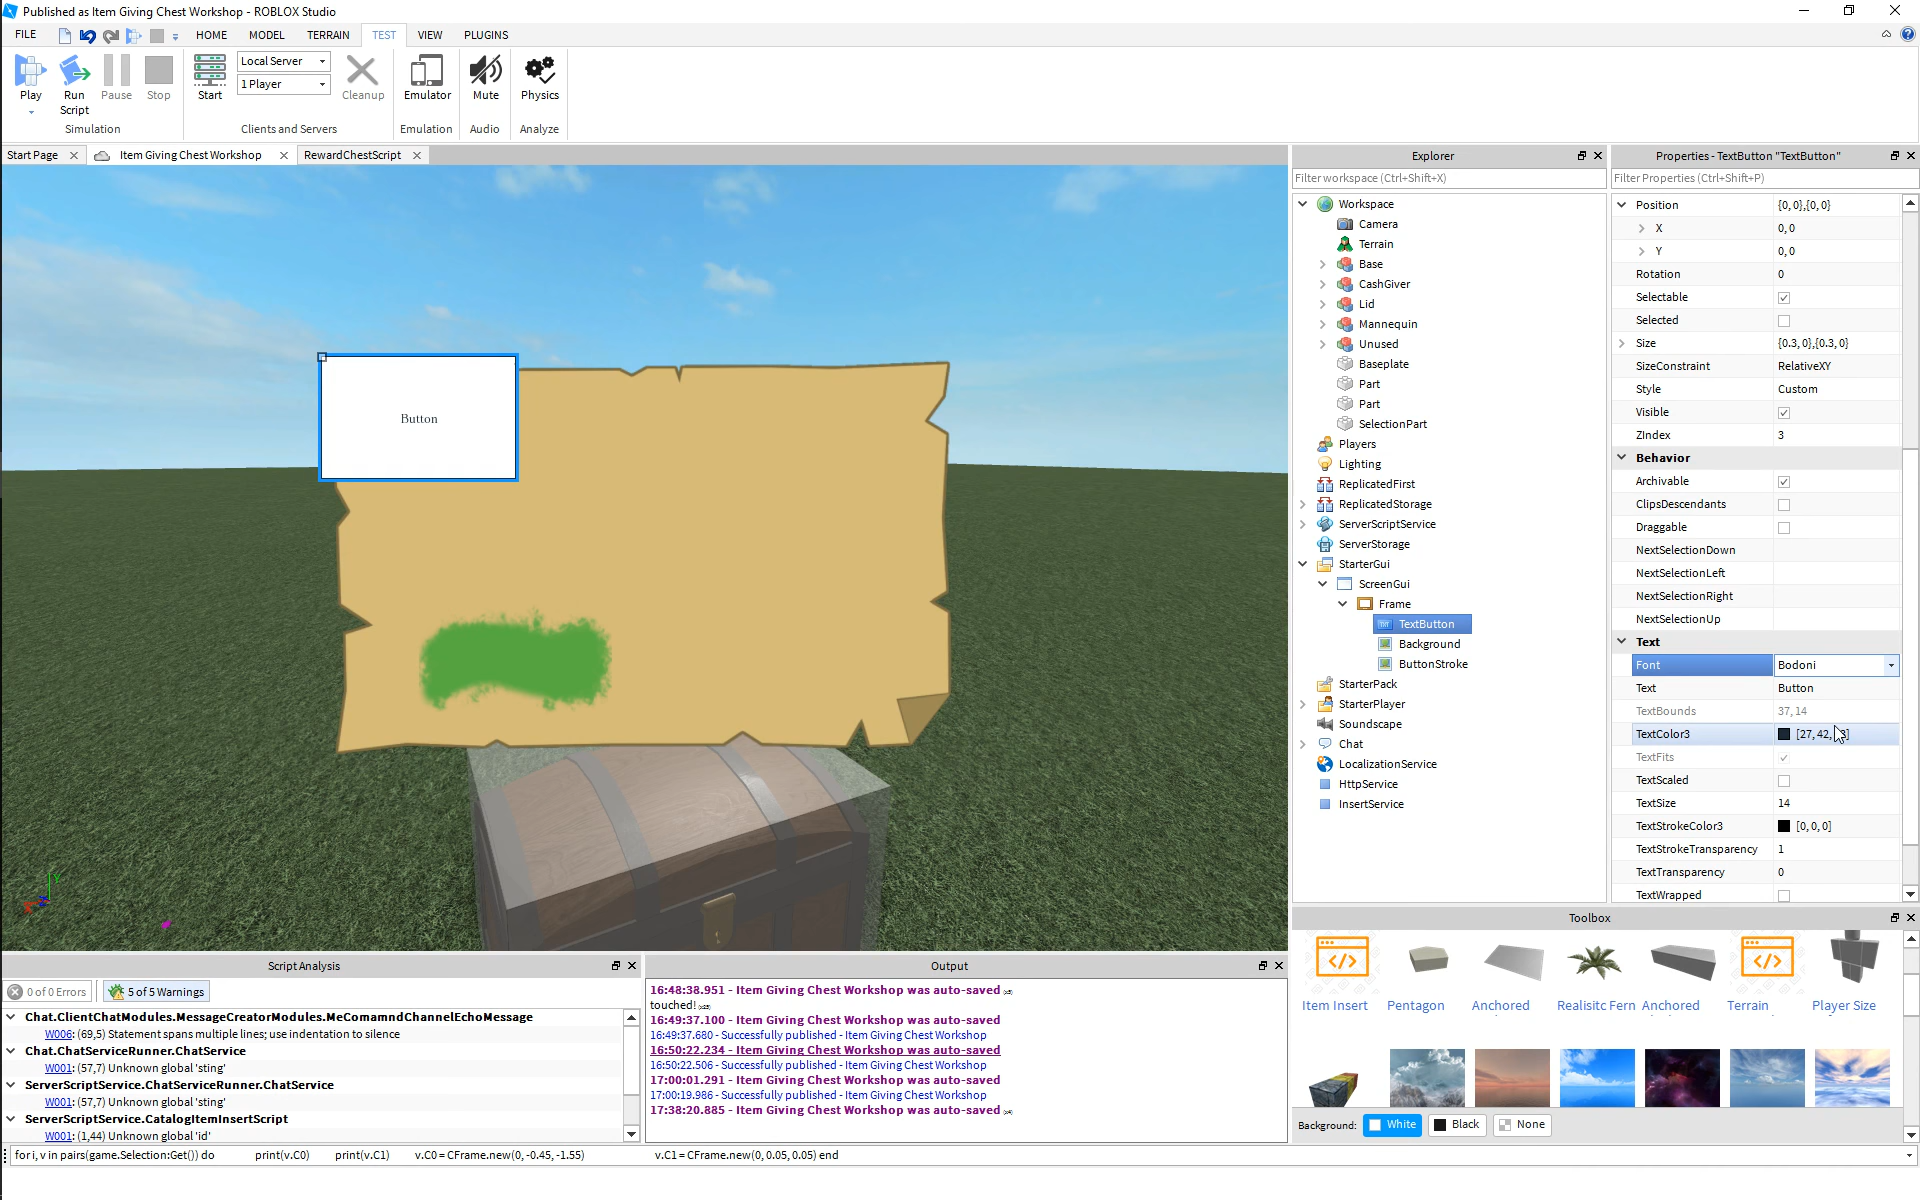 Published as Item Giving Chest Workshop - ROBLOX Studio
FILE HOME MODEL TERRAIN TEST VIEW PLUGINS
Play Run Script Pause Stop Start Local Server 1 Player Cleanup Emulator Mute Physics
Simulation Clients and Servers Emulation Audio Analyze
Start Page Item Giving Chest Workshop RewardChestScript
Button
Explorer
Filter workspace (Ctrl+Shift+X)
Workspace
Camera
Terrain
Base
CashGiver
Lid
Mannequin
Unused
Baseplate
Part
Part
SelectionPart
Players
Lighting
ReplicatedFirst
ReplicatedStorage
ServerScriptService
ServerStorage
StarterGui
ScreenGui
Frame
TextButton
Background
ButtonStroke
StarterPack
StarterPlayer
Soundscape
Chat
LocalizationService
HttpService
InsertService
Properties - TextButton "TextButton"
Filter Properties (Ctrl+Shift+P)
Position {0, 0},{0, 0}
X 0, 0
Y 0, 0
Rotation 0
Selectable
Selected
Size {0.3, 0},{0.3, 0}
SizeConstraint RelativeXY
Style Custom
Visible
ZIndex 3
Behavior
Archivable
ClipsDescendants
Draggable
NextSelectionDown
NextSelectionLeft
NextSelectionRight
NextSelectionUp
Text
Font Bodoni
Text Button
TextBounds 37, 14
TextColor3 [27, 42,
TextFits
TextScaled
TextSize 14
TextStrokeColor3 [0, 0, 0]
TextStrokeTransparency 1
TextTransparency 0
TextWrapped
Toolbox
Item Insert Pentagon Anchored Realisitc Fern Anchored Terrain Player Size
Background: White Black None
Script Analysis
0 of 0 Errors 5 of 5 Warnings
Chat.ClientChatModules.MessageCreatorModules.MeComamndChannelEchoMessage
W006: (69,5) Statement spans multiple lines; use indentation to silence
Chat.ChatServiceRunner.ChatService
W001: (57,7) Unknown global 'sting'
ServerScriptService.ChatServiceRunner.ChatService
W001: (57,7) Unknown global 'sting'
ServerScriptService.CatalogItemInsertScript
W001: (1,44) Unknown global 'id'
Output
16:48:38.951 - Item Giving Chest Workshop was auto-saved
touched!
16:49:37.100 - Item Giving Chest Workshop was auto-saved
16:49:37.680 - Successfully published - Item Giving Chest Workshop
16:50:22.234 - Item Giving Chest Workshop was auto-saved
16:50:22.506 - Successfully published - Item Giving Chest Workshop
17:00:01.291 - Item Giving Chest Workshop was auto-saved
17:00:19.986 - Successfully published - Item Giving Chest Workshop
17:38:20.885 - Item Giving Chest Workshop was auto-saved
for i, v in pairs(game.Selection:Get()) do print(v.C0) print(v.C1) v.C0 = CFrame.new(0, -0.45, -1.55) v.C1 = CFrame.new(0, 0.05, 0.05) end